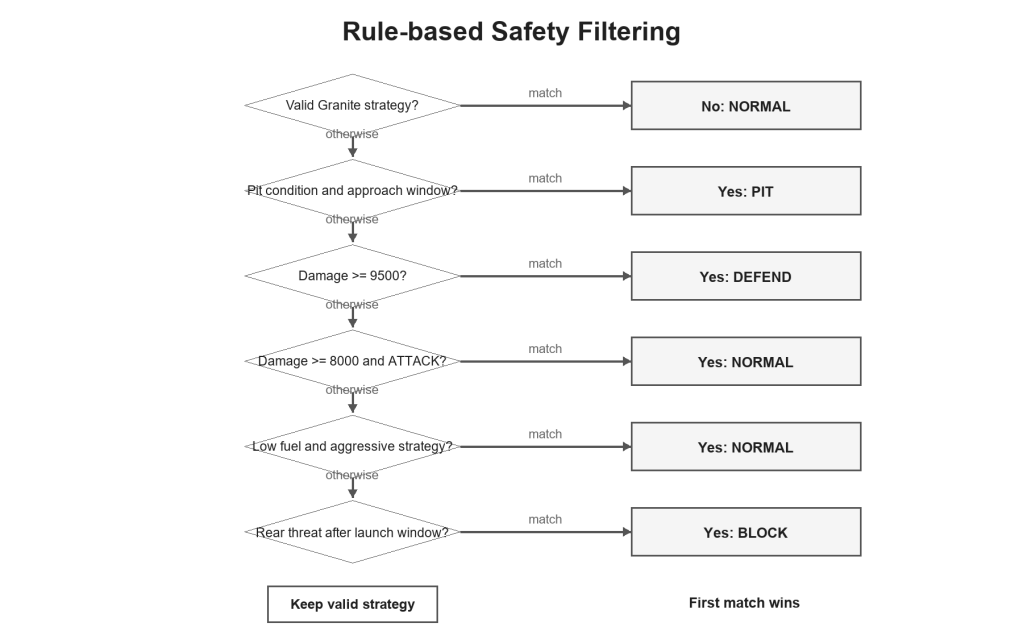 Rule-based Safety Filtering
Valid Granite strategy?
match
No: NORMAL
otherwise
Pit condition and approach window?
match
Yes: PIT
otherwise
Damage >= 9500?
match
Yes: DEFEND
otherwise
Damage >= 8000 and ATTACK?
match
Yes: NORMAL
otherwise
Low fuel and aggressive strategy?
match
Yes: NORMAL
otherwise
Rear threat after launch window?
match
Yes: BLOCK
Keep valid strategy
First match wins